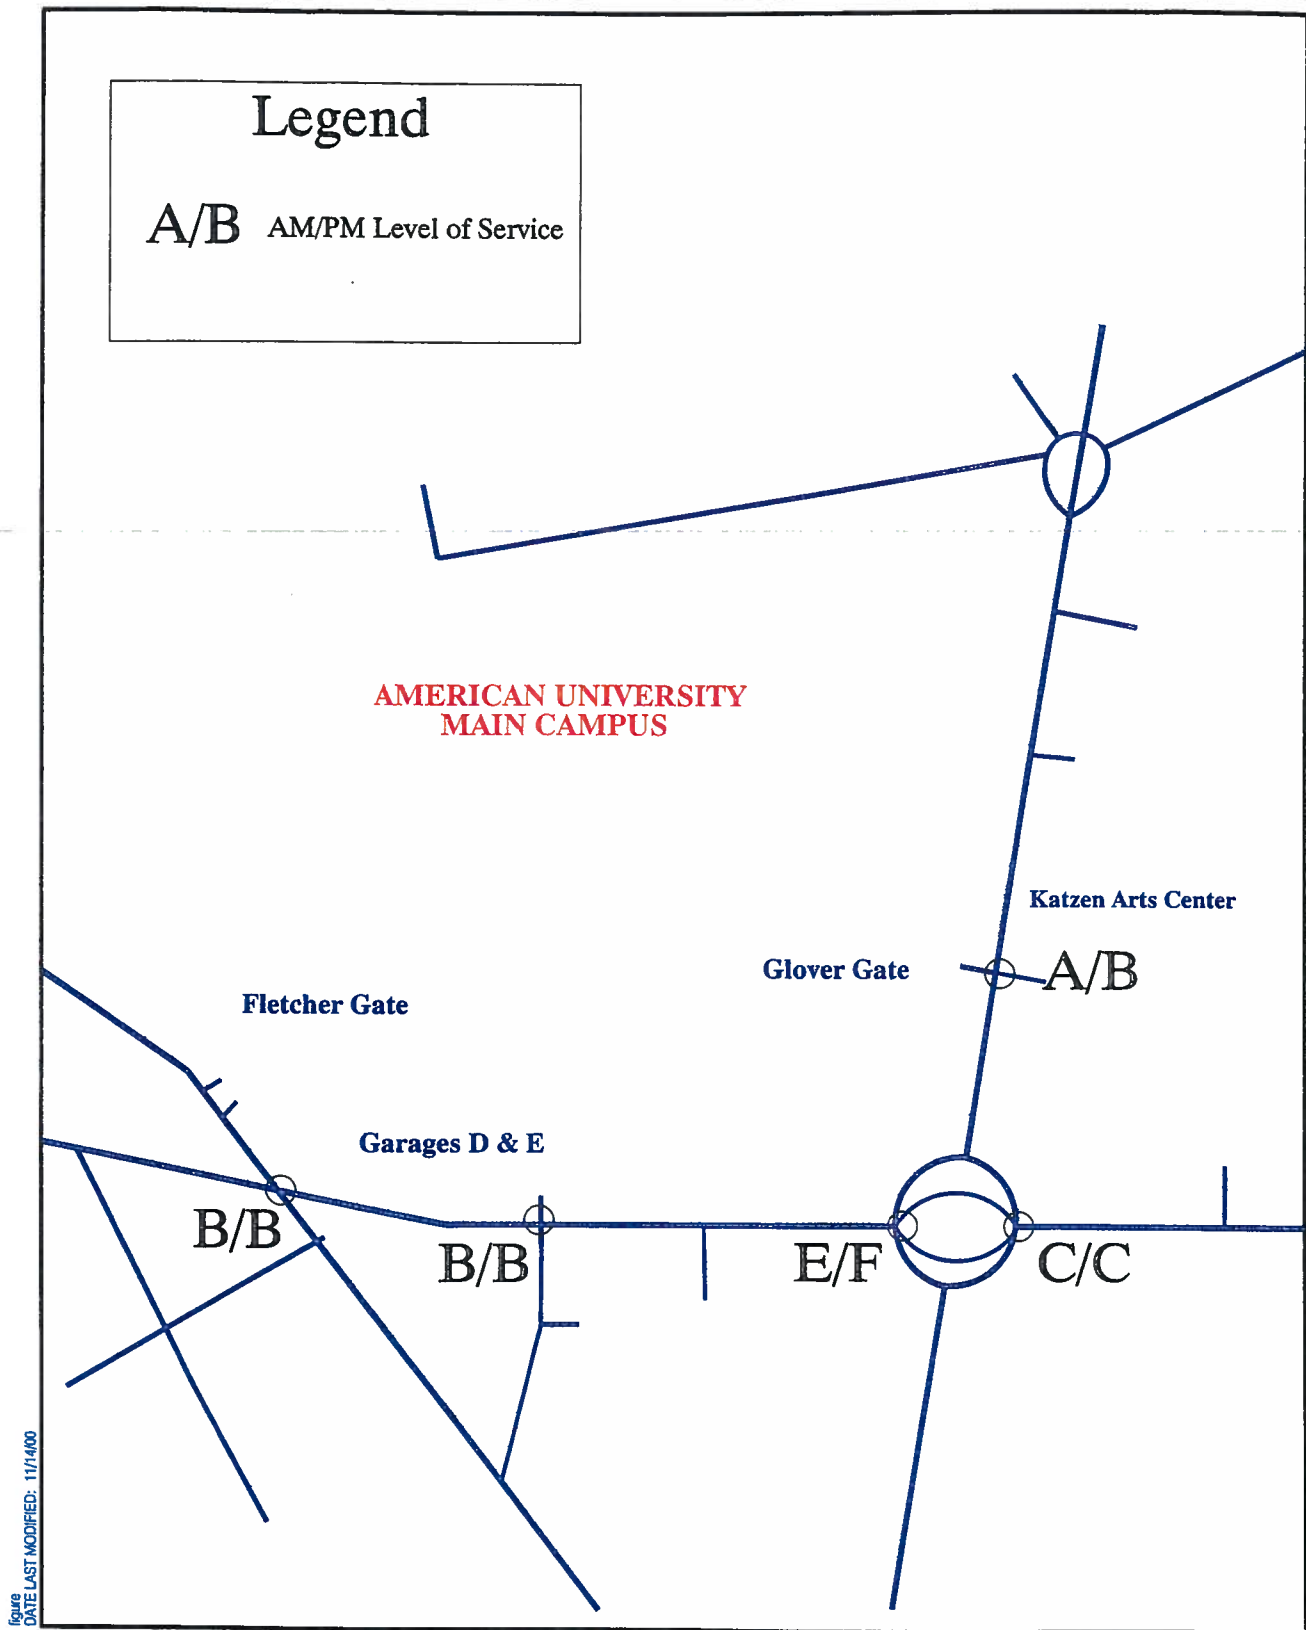 Legend
A/B AM/PM Level of Service
AMERICAN UNIVERSITY
MAIN CAMPUS
Katzen Arts Center
Glover Gate
A/B
Fletcher Gate
Garages D & E
B/B
B/B
E/F
C/C
figure
DATE LAST MODIFIED: 11/14/00